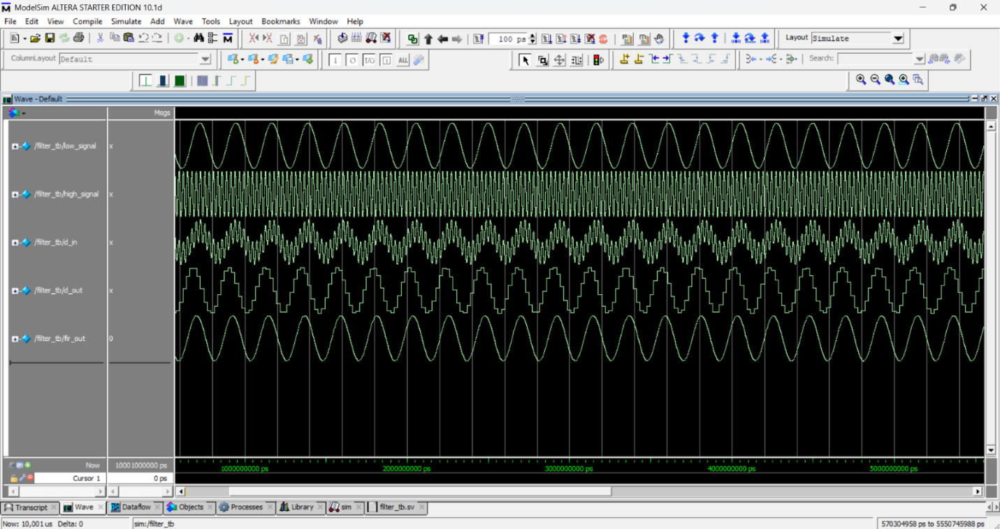 ModelSim ALTERA STARTER EDITION 10.1d
File Edit View Compile Simulate Add Wave Tools Layout Bookmarks Window Help
100 ps Layout Simulate
ColumnLayout Default ALL Search:
Wave - Default
Msgs
/filter_tb/low_signal x
/filter_tb/high_signal x
/filter_tb/d_in x
/filter_tb/d_out x
/filter_tb/fir_out 0
Now 10001000000 ps 1000000000 ps 2000000000 ps 3000000000 ps 4000000000 ps 5000000000 ps
Cursor 1 0 ps
Transcript Wave Dataflow Objects Processes Library sim filter_tb.sv
Now: 10,001 us Delta: 0 sim:/filter_tb 570304958 ps to 5550745988 ps